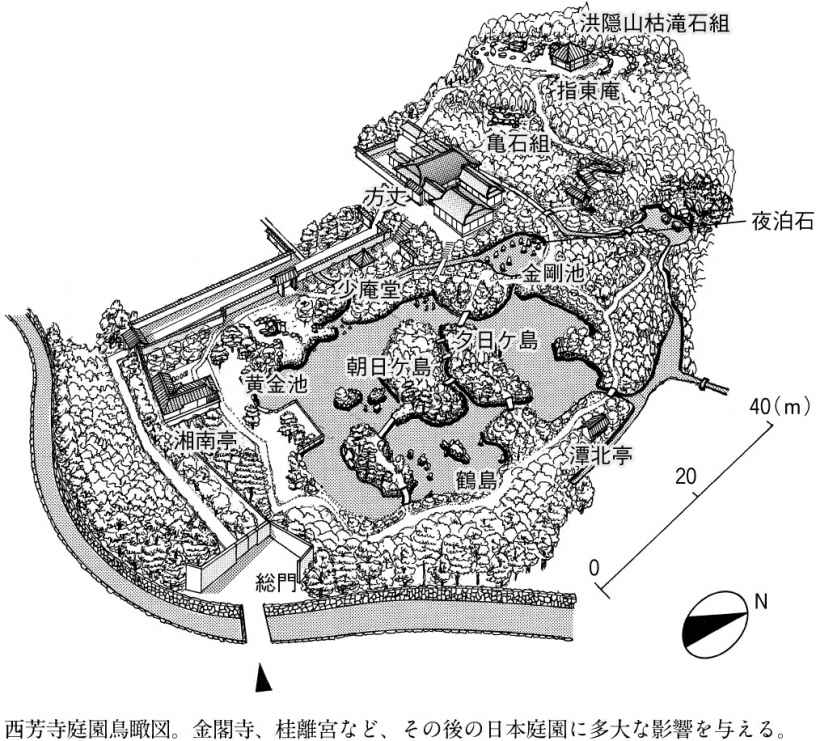 洪隠山枯滝石組
指東庵
亀石組
方丈
夜泊石
金剛池
少庵堂
夕日ケ島
朝日ケ島
黄金池
40(m)
湘南亭
潭北亭
鶴島
20
0
総門
N
西芳寺庭園鳥瞰図。金閣寺、桂離宮など、その後の日本庭園に多大な影響を与える。